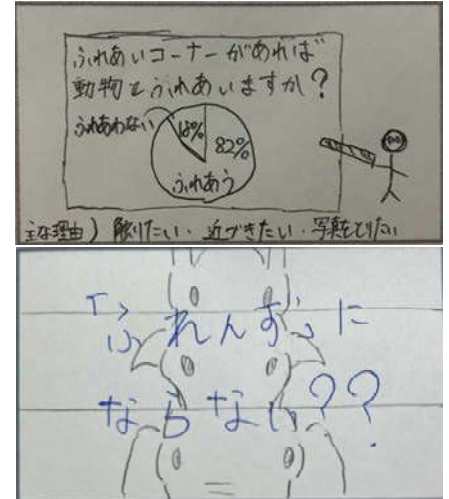 ふれあいコーナーがあれば
動物とふれあいますか？
ふれあわない
18%
82%
ふれあう
主な理由）触りたい・近づきたい・写真をとりたい
「ふれんず」に
ならない？？